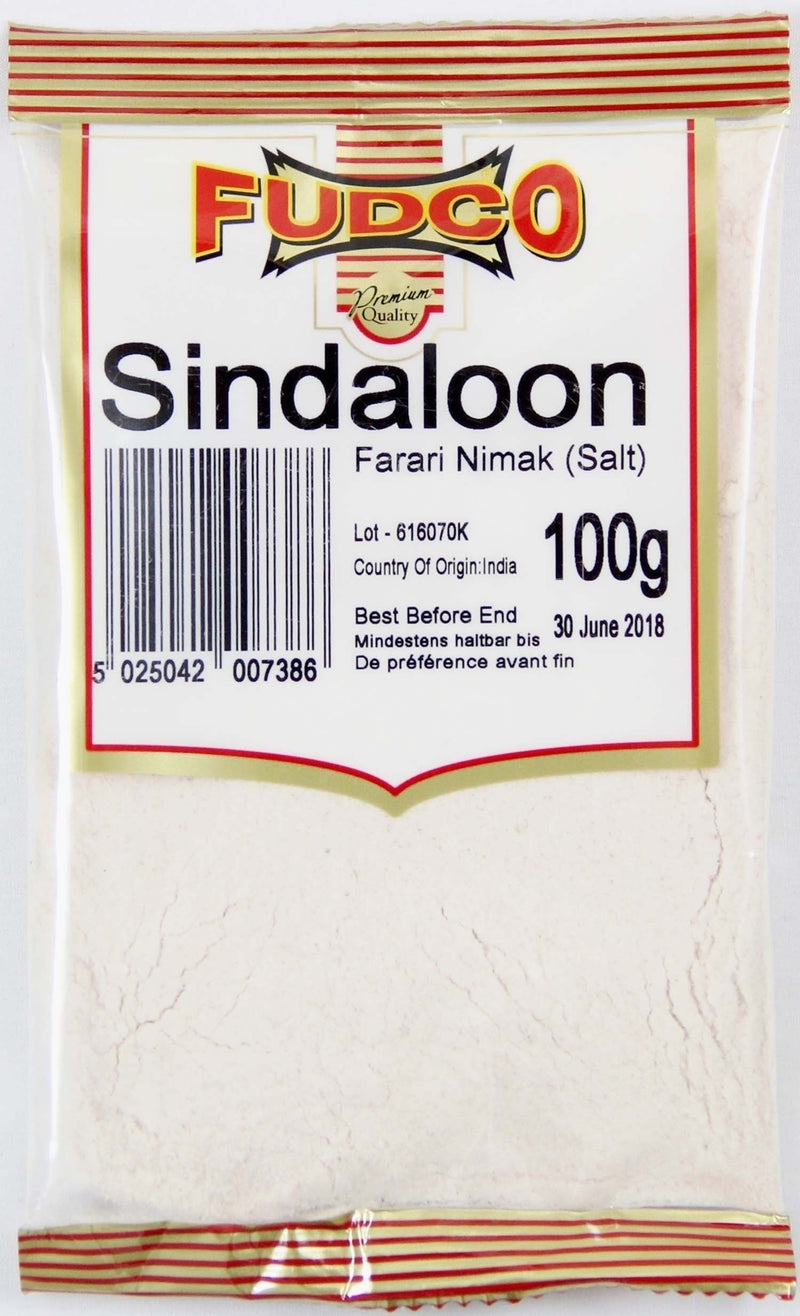 FUDCO
Premium
Quality
Sindaloon
Farari Nimak (Salt)
Lot - 616070K
100g
Country Of Origin:India
Best Before End
30 June 2018
Mindestens haltbar bis
De préférence avant fin
5 025042 007386